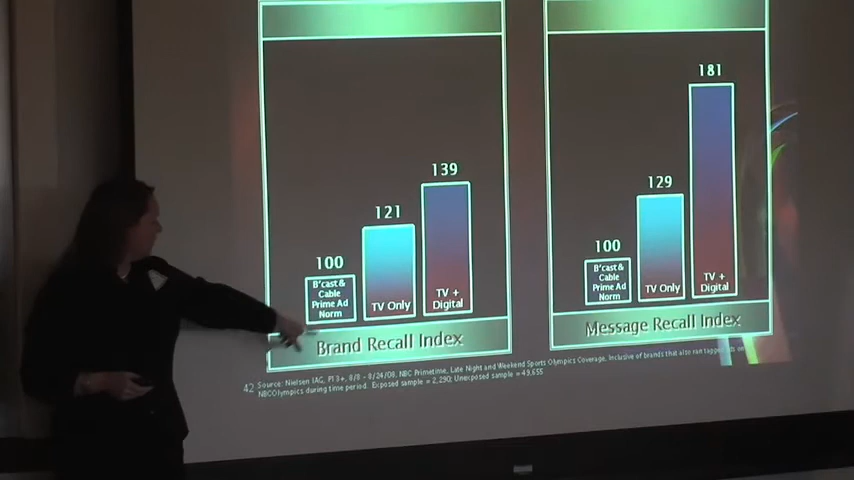 181
139
129
121
100
100
B'cast &
Cable
Prime Ad
Norm
TV Only
TV +
Digital
B'cast &
Cable
Prime Ad
Norm
TV Only
TV +
Digital
Brand Recall Index
Message Recall Index
42 Source: Nielsen IAG, P13+, 8/8 - 8/24/08, NBC Primetime, Late Night and Weekend Sports Olympics Coverage, Inclusive of brands that also ran
NBCOlympics during time period. Exposed sample = 2,290; Unexposed sample = 49,655